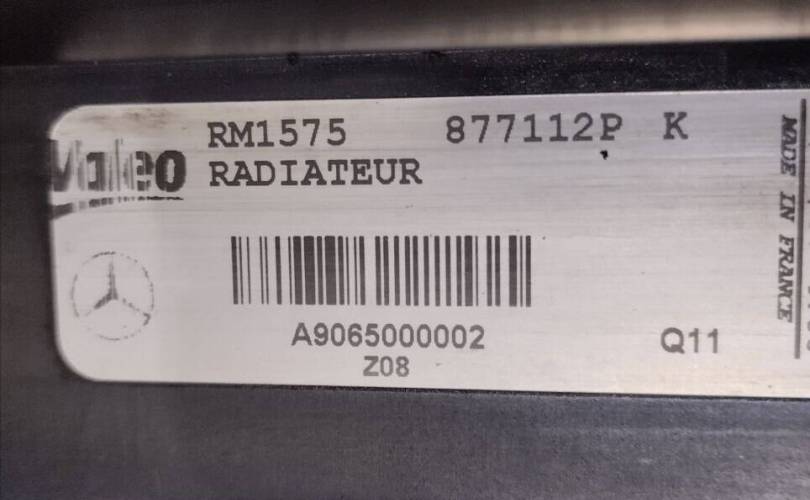 RM1575 877112P K
Valeo
RADIATEUR
A9065000002
Z08
Q11
MADE IN FRANCE